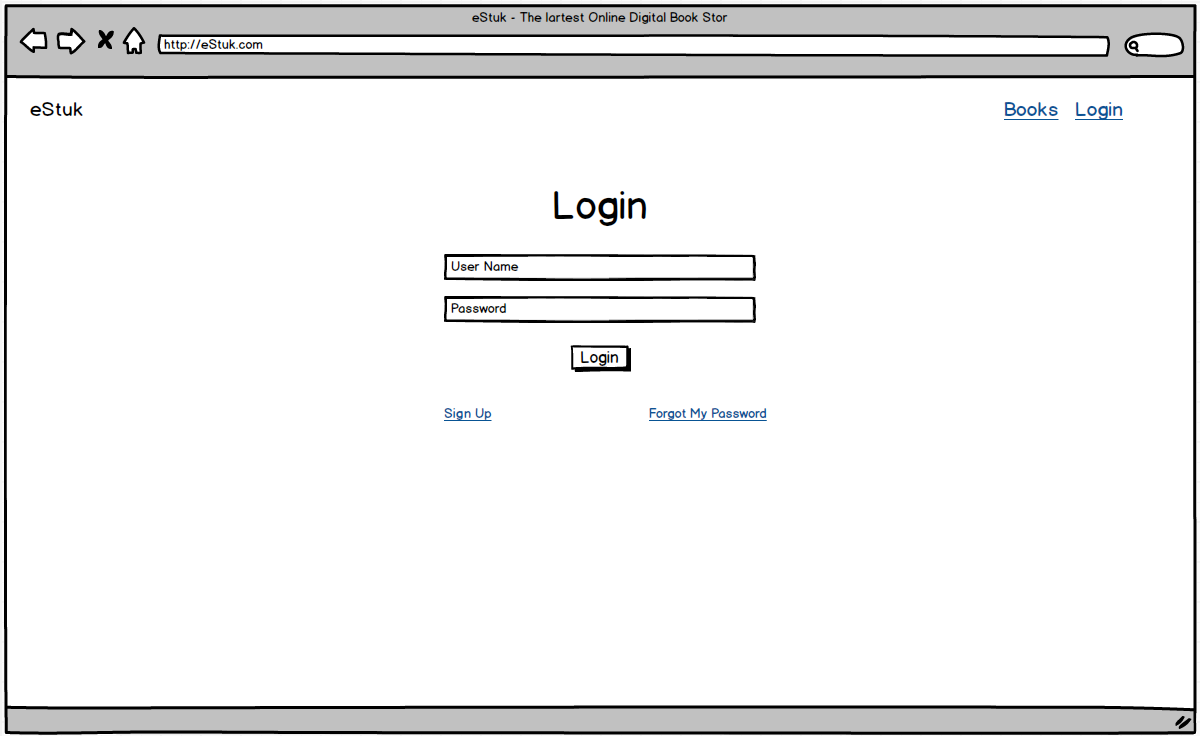 eStuk - The lartest Online Digital Book Stor
http://eStuk.com
eStuk
Books Login
Login
User Name
Password
Login
Sign Up Forgot My Password